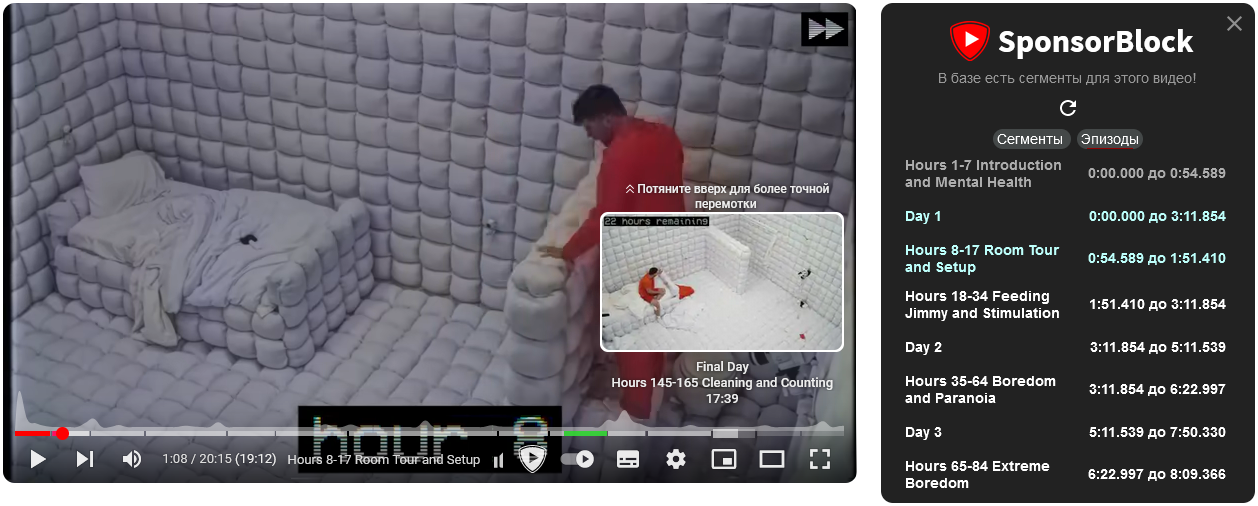 Потяните вверх для более точной
перемотки
22 hours remaining
Final Day
Hours 145-165 Cleaning and Counting
17:39
hour 8
1:08 / 20:15 (19:12)
Hours 8-17 Room Tour and Setup
SponsorBlock
В базе есть сегменты для этого видео!
Сегменты Эпизоды
Hours 1-7 Introduction
and Mental Health
0:00.000 до 0:54.589
Day 1
0:00.000 до 3:11.854
Hours 8-17 Room Tour
and Setup
0:54.589 до 1:51.410
Hours 18-34 Feeding
Jimmy and Stimulation
1:51.410 до 3:11.854
Day 2
3:11.854 до 5:11.539
Hours 35-64 Boredom
and Paranoia
3:11.854 до 6:22.997
Day 3
5:11.539 до 7:50.330
Hours 65-84 Extreme
Boredom
6:22.997 до 8:09.366